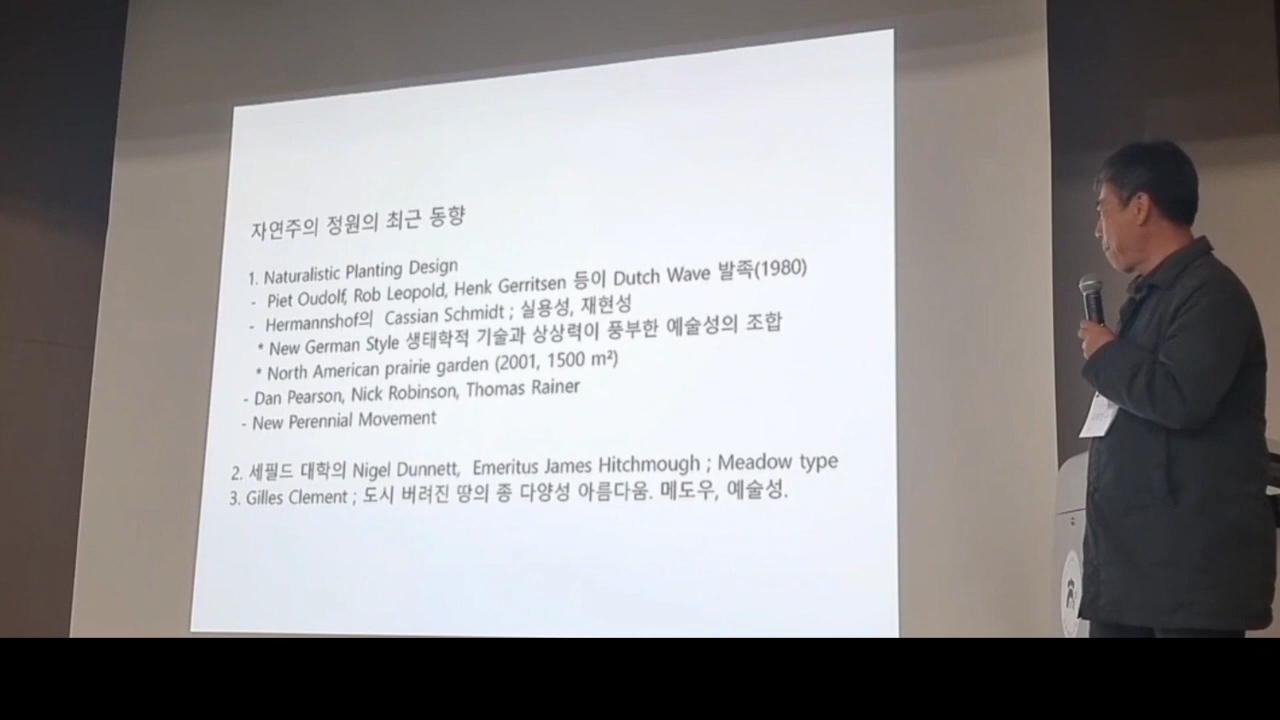 자연주의 정원의 최근 동향
1. Naturalistic Planting Design
- Piet Oudolf, Rob Leopold, Henk Gerritsen 등이 Dutch Wave 발족(1980)
- Hermannshof의 Cassian Schmidt ; 실용성, 재현성
* New German Style 생태학적 기술과 상상력이 풍부한 예술성의 조합
* North American prairie garden (2001, 1500 m²)
- Dan Pearson, Nick Robinson, Thomas Rainer
- New Perennial Movement
2. 세필드 대학의 Nigel Dunnett, Emeritus James Hitchmough ; Meadow type
3. Gilles Clement ; 도시 버려진 땅의 종 다양성 아름다움. 메도우, 예술성.